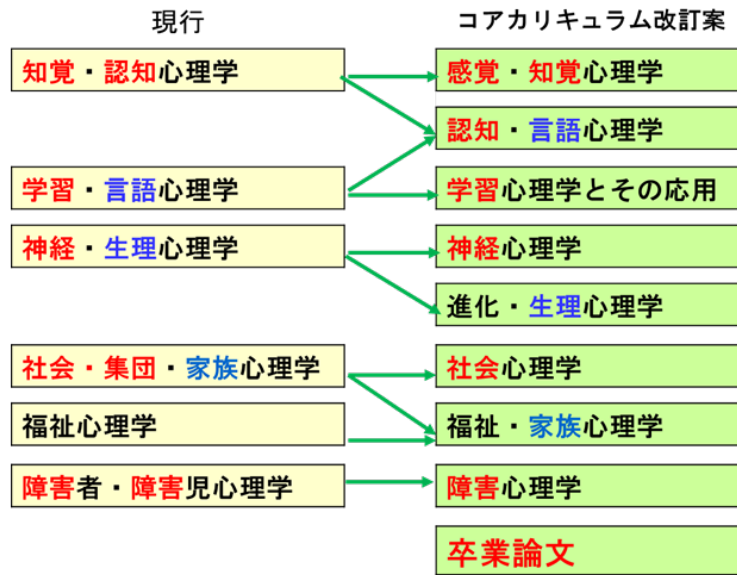 現行
コアカリキュラム改訂案
知覚・認知心理学
感覚・知覚心理学
認知・言語心理学
学習・言語心理学
学習心理学とその応用
神経・生理心理学
神経心理学
進化・生理心理学
社会・集団・家族心理学
社会心理学
福祉心理学
福祉・家族心理学
障害者・障害児心理学
障害心理学
卒業論文